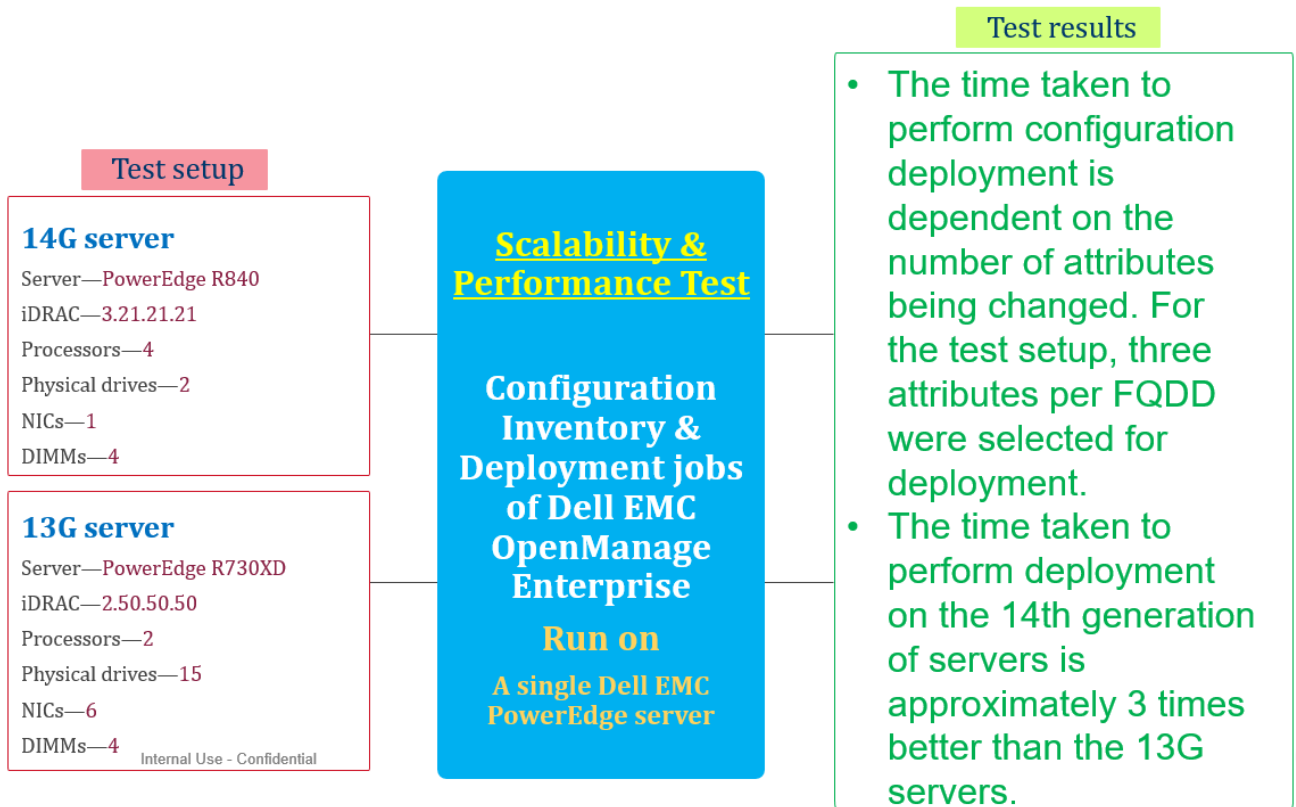 Test setup
14G server
Server—PowerEdge R840
iDRAC—3.21.21.21
Processors—4
Physical drives—2
NICs—1
DIMMs—4
13G server
Server—PowerEdge R730XD
iDRAC—2.50.50.50
Processors—2
Physical drives—15
NICs—6
DIMMs—4
Internal Use - Confidential
Scalability &
Performance Test
Configuration
Inventory &
Deployment jobs
of Dell EMC
OpenManage
Enterprise
Run on
A single Dell EMC
PowerEdge server
Test results
• The time taken to
perform configuration
deployment is
dependent on the
number of attributes
being changed. For
the test setup, three
attributes per FQDD
were selected for
deployment.
• The time taken to
perform deployment
on the 14th generation
of servers is
approximately 3 times
better than the 13G
servers.